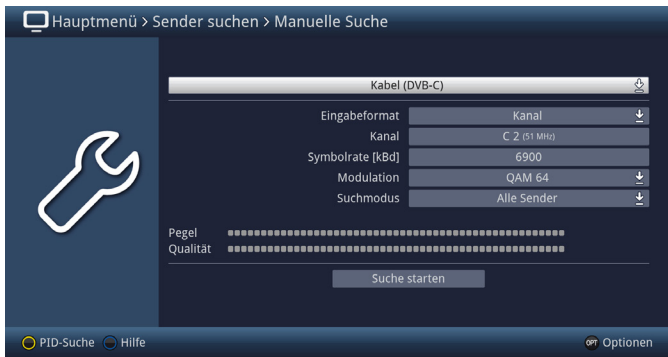 Hauptmenü > Sender suchen > Manuelle Suche
Kabel (DVB-C)
Eingabeformat Kanal
Kanal C 2 (51 MHz)
Symbolrate [kBd] 6900
Modulation QAM 64
Suchmodus Alle Sender
Pegel
Qualität
Suche starten
PID-Suche Hilfe OPT Optionen